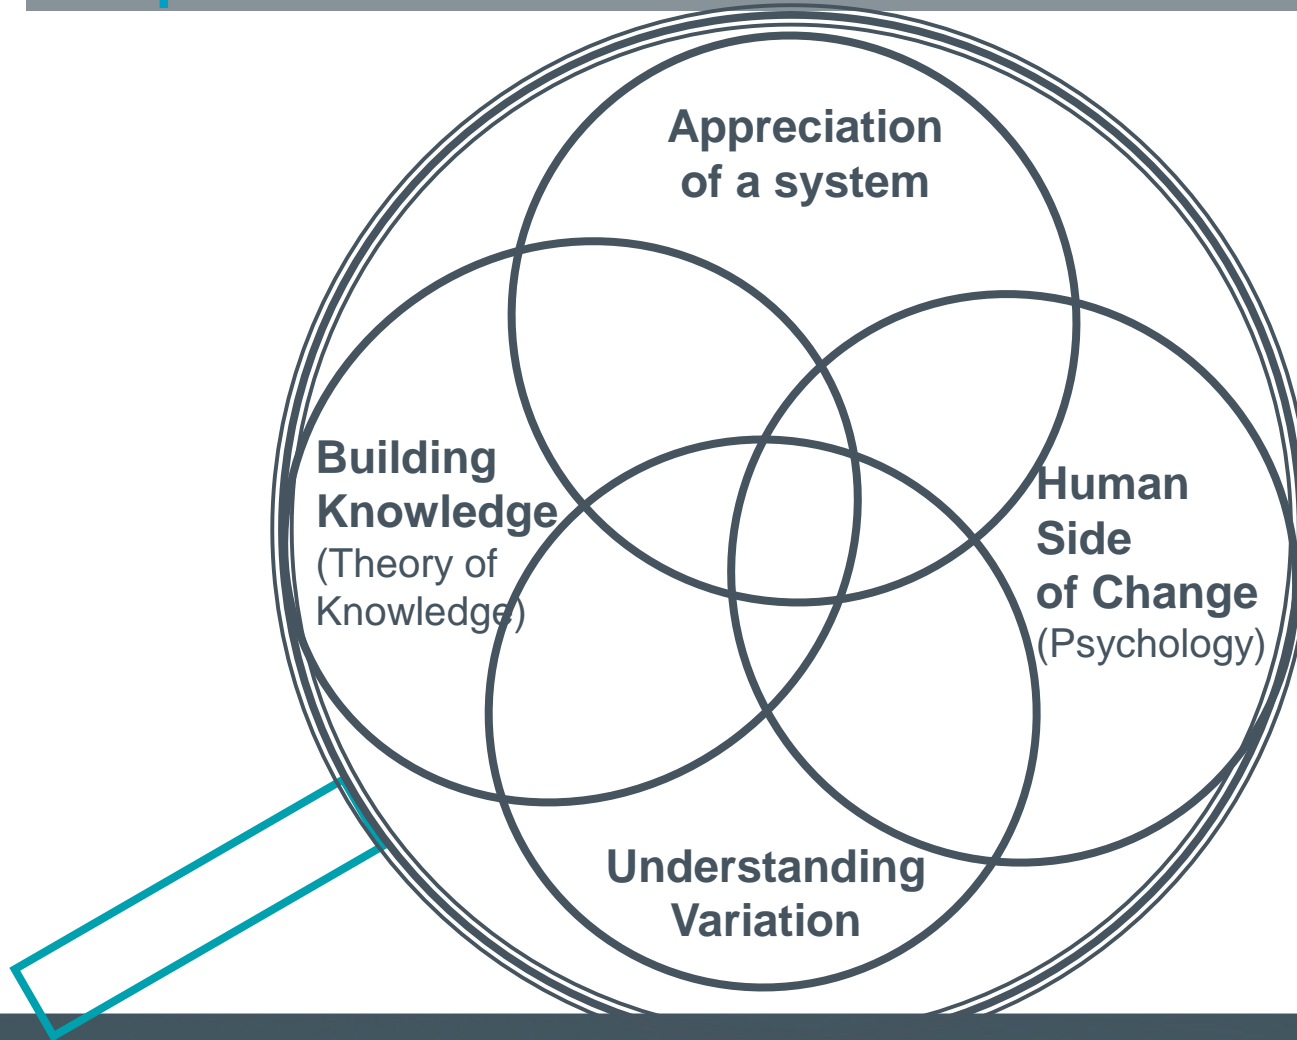 Appreciation
of a system
Building
Knowledge
(Theory of
Knowledge)
Human
Side
of Change
(Psychology)
Understanding
Variation